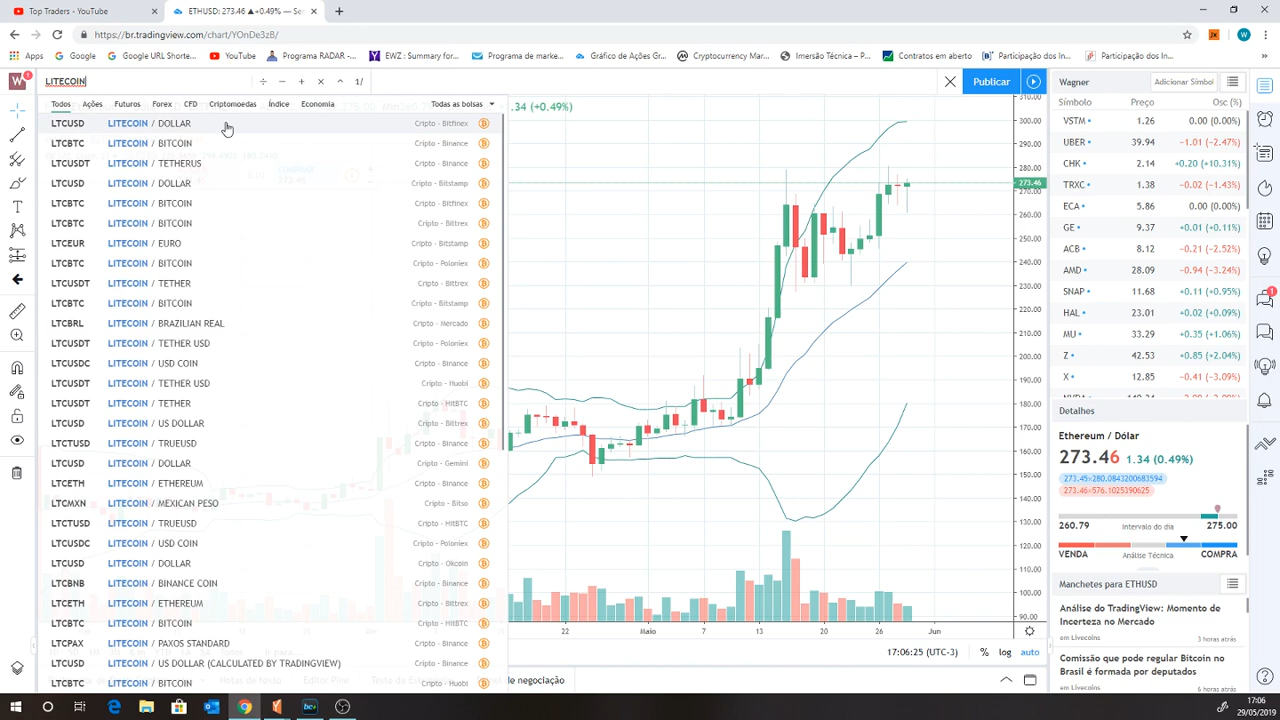 Top Traders - YouTube
ETHUSD: 273.46 ▲+0.49% — Se
https://br.tradingview.com/chart/YOnDe3zB/
Apps
Google
Google URL Shorte...
YouTube
Programa RADAR -...
EWZ : Summary for...
Programa de marke...
Gráfico de Ações Gr...
Cryptocurrency Mar...
Imersão Técnica – P...
Contratos em aberto
Participação dos In...
Participação dos In...
LITECOIN
1/
Publicar
Todos Ações Futuros Forex CFD Criptomoedas Índice Economia Todas as bolsas
.34 (+0.49%)
LTCUSD LITECOIN / DOLLAR Cripto - Bitfinex
LTCBTC LITECOIN / BITCOIN Cripto - Binance
LTCUSDT LITECOIN / TETHERUS Cripto - Binance
LTCUSD LITECOIN / DOLLAR Cripto - Bitstamp
LTCBTC LITECOIN / BITCOIN Cripto - Bitfinex
LTCBTC LITECOIN / BITCOIN Cripto - Bittrex
LTCEUR LITECOIN / EURO Cripto - Bitstamp
LTCBTC LITECOIN / BITCOIN Cripto - Poloniex
LTCUSDT LITECOIN / TETHER Cripto - Bittrex
LTCBTC LITECOIN / BITCOIN Cripto - Bitstamp
LTCBRL LITECOIN / BRAZILIAN REAL Cripto - Mercado
LTCUSDT LITECOIN / TETHER USD Cripto - Poloniex
LTCUSDC LITECOIN / USD COIN Cripto - Binance
LTCUSDT LITECOIN / TETHER USD Cripto - Huobi
LTCUSDT LITECOIN / TETHER Cripto - HitBTC
LTCUSD LITECOIN / US DOLLAR Cripto - Bittrex
LTCTUSD LITECOIN / TRUEUSD Cripto - Binance
LTCUSD LITECOIN / DOLLAR Cripto - Gemini
LTCETH LITECOIN / ETHEREUM Cripto - Binance
LTCMXN LITECOIN / MEXICAN PESO Cripto - Bitso
LTCTUSD LITECOIN / TRUEUSD Cripto - HitBTC
LTCUSDC LITECOIN / USD COIN Cripto - Poloniex
LTCUSD LITECOIN / DOLLAR Cripto - Okcoin
LTCBNB LITECOIN / BINANCE COIN Cripto - Binance
LTCETH LITECOIN / ETHEREUM Cripto - Bittrex
LTCBTC LITECOIN / BITCOIN Cripto - HitBTC
LTCPAX LITECOIN / PAXOS STANDARD Cripto - Binance
LTCUSD LITECOIN / US DOLLAR (CALCULATED BY TRADINGVIEW) Cripto - Binance
LTCBTC LITECOIN / BITCOIN Cripto - Huobi
310.00
300.00
290.00
280.00
273.46
270.00
260.00
250.00
240.00
230.00
220.00
210.00
200.00
190.00
180.00
170.00
160.00
150.00
140.00
130.00
120.00
110.00
100.00
90.00
22 Maio 7 13 20 26 Jun
17:06:25 (UTC-3) % log auto
de negociação
Wagner
Adicionar Símbol
Símbolo Preço Osc (%)
VSTM 1.26 0.00 (0.00%)
UBER 39.94 -1.01 (-2.47%)
CHK 2.14 +0.20 (+10.31%)
TRXC 1.38 -0.02 (-1.43%)
ECA 5.86 0.00 (0.00%)
GE 9.37 +0.01 (+0.11%)
ACB 8.12 -0.21 (-2.52%)
AMD 28.09 -0.94 (-3.24%)
SNAP 11.68 +0.11 (+0.95%)
HAL 23.01 +0.02 (+0.09%)
MU 33.29 +0.35 (+1.06%)
Z 42.53 +0.85 (+2.04%)
X 12.85 -0.41 (-3.09%)
Detalhes
Ethereum / Dólar
273.46 1.34 (0.49%)
273.45×280.0843200683594
273.46×576.1025390625
260.79 Intervalo do dia 275.00
VENDA Análise Técnica COMPRA
Manchetes para ETHUSD
Análise do TradingView: Momento de
Incerteza no Mercado
em Livecoins 3 horas atrás
Comissão que pode regular Bitcoin no
Brasil é formada por deputados
em Livecoins 6 horas atrás
17:06
29/05/2019